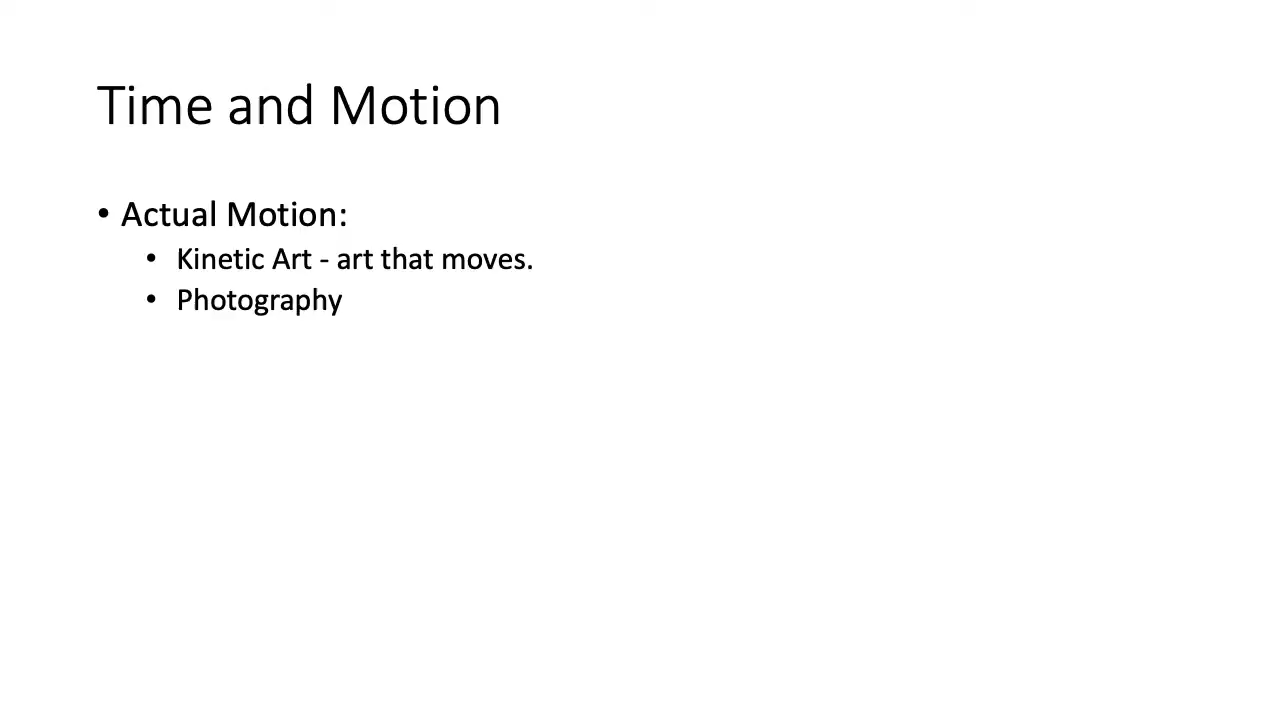 Time and Motion
• Actual Motion:
• Kinetic Art - art that moves.
• Photography